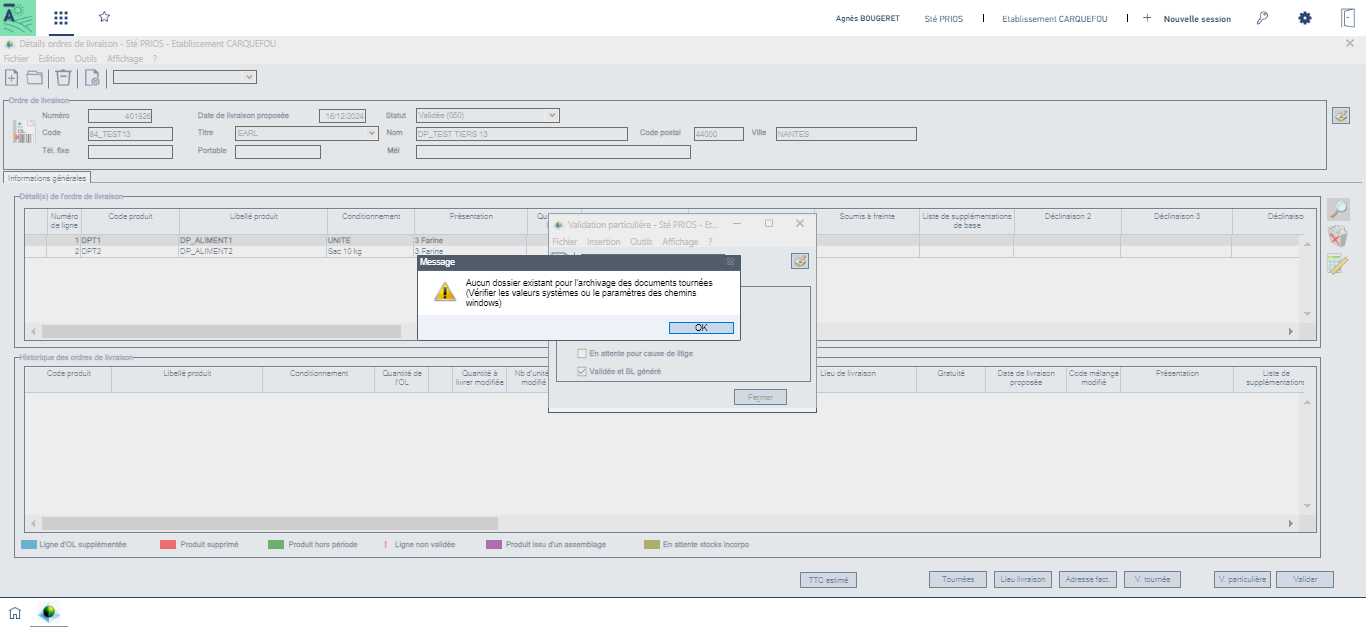 Agnès BOUGERET
Sté PRIOS
Etablissement CARQUEFOU
Nouvelle session
Détails ordres de livraison - Sté PRIOS - Etablissement CARQUEFOU
Fichier Edition Outils Affichage ?
Ordre de livraison
Numéro 401926 Date de livraison proposée 16/12/2024 Statut Validée (050)
Code 84_TEST13 Titre EARL Nom DP_TEST TIERS 13 Code postal 44000 Ville NANTES
Tél. fixe Portable Mél
Informations générales
Détail(s) de l'ordre de livraison
Numéro de ligne Code produit Libellé produit Conditionnement Présentation Soumis à freinte Liste de supplémentations de base Déclinaison 2 Déclinaison 3 Déclinaiso
1 DPT1 DP_ALIMENT1 UNITE 3 Farine
2 DPT2 DP_ALIMENT2 Sac 10 kg 3 Farine
Validation particulière - Sté PRIOS - Et...
Fichier Insertion Outils Affichage ?
Message
Aucun dossier existant pour l'archivage des documents tournées
(Vérifier les valeurs systèmes ou le paramètres des chemins
windows)
OK
En attente pour cause de litige
Validée et BL généré
Fermer
Historique des ordres de livraison
Code produit Libellé produit Conditionnement Quantité de l'OL Quantité à livrer modifiée Nb d'unité modifié Lieu de livraison Gratuité Date de livraison proposée Code mélange modifié Présentation Liste de supplémentations
Ligne d'OL supplémentée Produit supprimé Produit hors période ! Ligne non validée Produit issu d'un assemblage En attente stocks incorpo
TTC estimé Tournées Lieu livraison Adresse fact. V. tournée V. particulière Valider